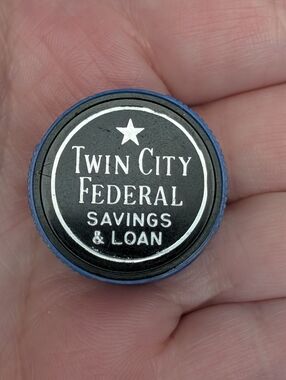 TWIN CITY
FEDERAL
SAVINGS
& LOAN